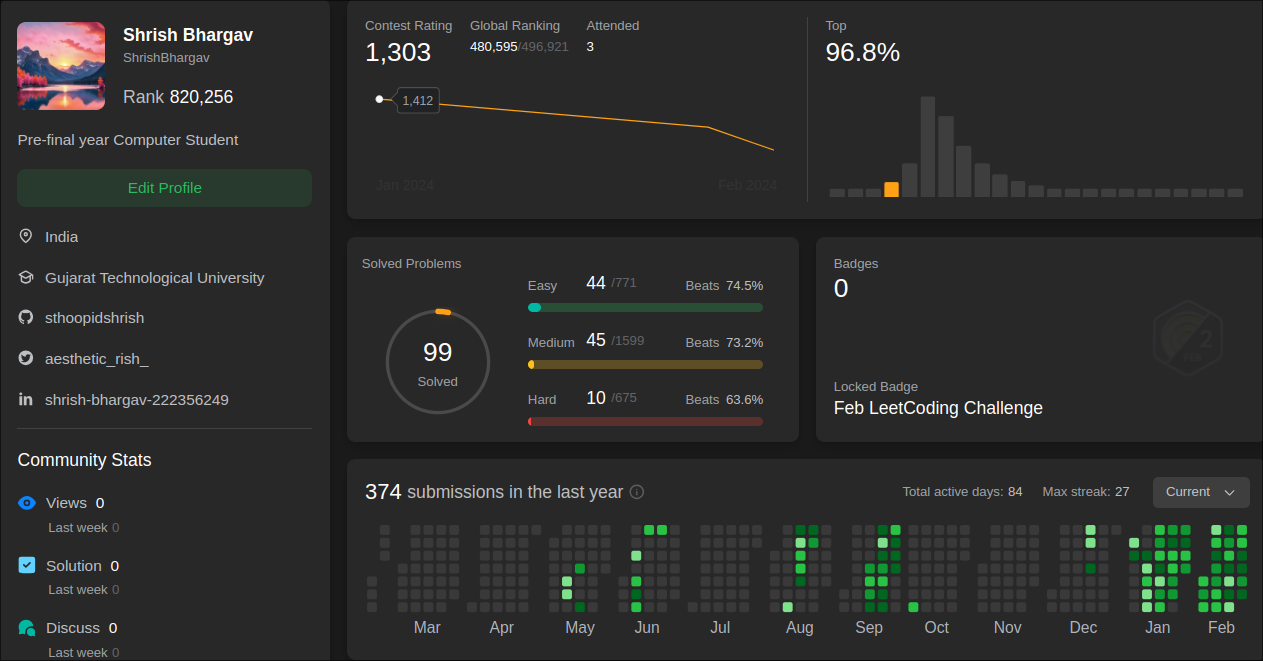 Shrish Bhargav
ShrishBhargav
Rank 820,256
Pre-final year Computer Student
Edit Profile
India
Gujarat Technological University
sthoopidshrish
aesthetic_rish_
shrish-bhargav-222356249
Community Stats
Views 0
Last week 0
Solution 0
Last week 0
Discuss 0
Last week 0
Contest Rating Global Ranking Attended
1,303 480,595/496,921 3
1,412
Jan 2024 Feb 2024
Top
96.8%
Solved Problems
99
Solved
Easy 44 /771 Beats 74.5%
Medium 45 /1599 Beats 73.2%
Hard 10 /675 Beats 63.6%
Badges
0
2
FEB
Locked Badge
Feb LeetCoding Challenge
374 submissions in the last year Total active days: 84 Max streak: 27 Current
Mar Apr May Jun Jul Aug Sep Oct Nov Dec Jan Feb